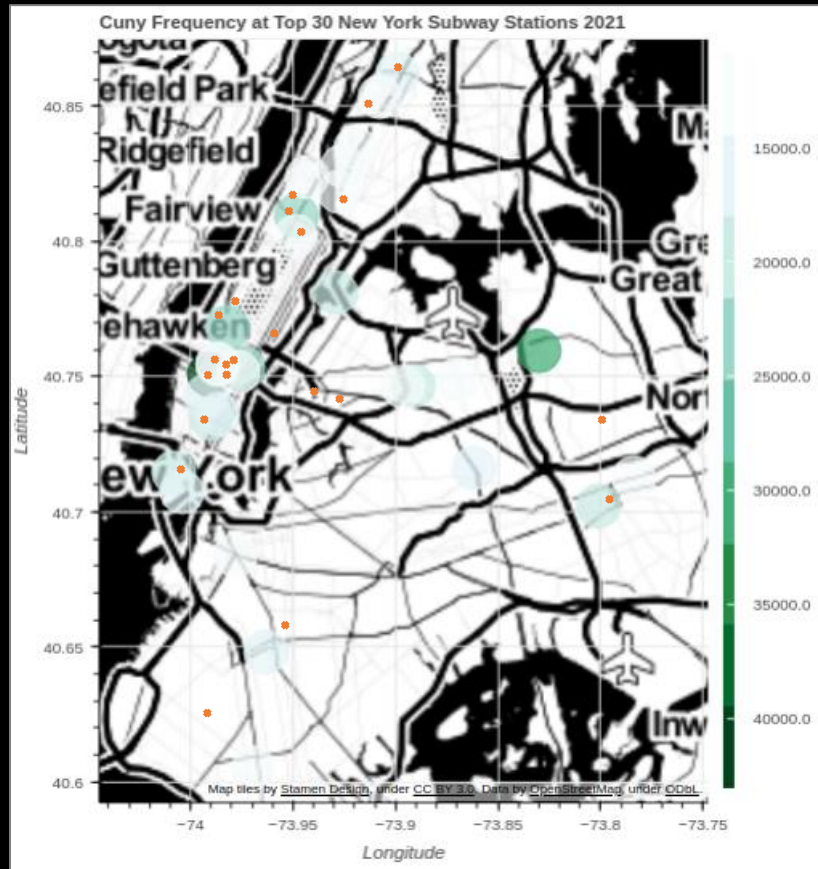 Cuny Frequency at Top 30 New York Subway Stations 2021
ogota
efield Park
Ridgefield
Fairview
Guttenberg
ehawken
Great
Nor
ew York
Inw
40.85
40.8
40.75
40.7
40.65
40.6
Latitude
−74
−73.95
−73.9
−73.85
−73.8
−73.75
Longitude
15000.0
20000.0
25000.0
30000.0
35000.0
40000.0
Map tiles by Stamen Design, under CC BY 3.0. Data by OpenStreetMap, under ODbL.